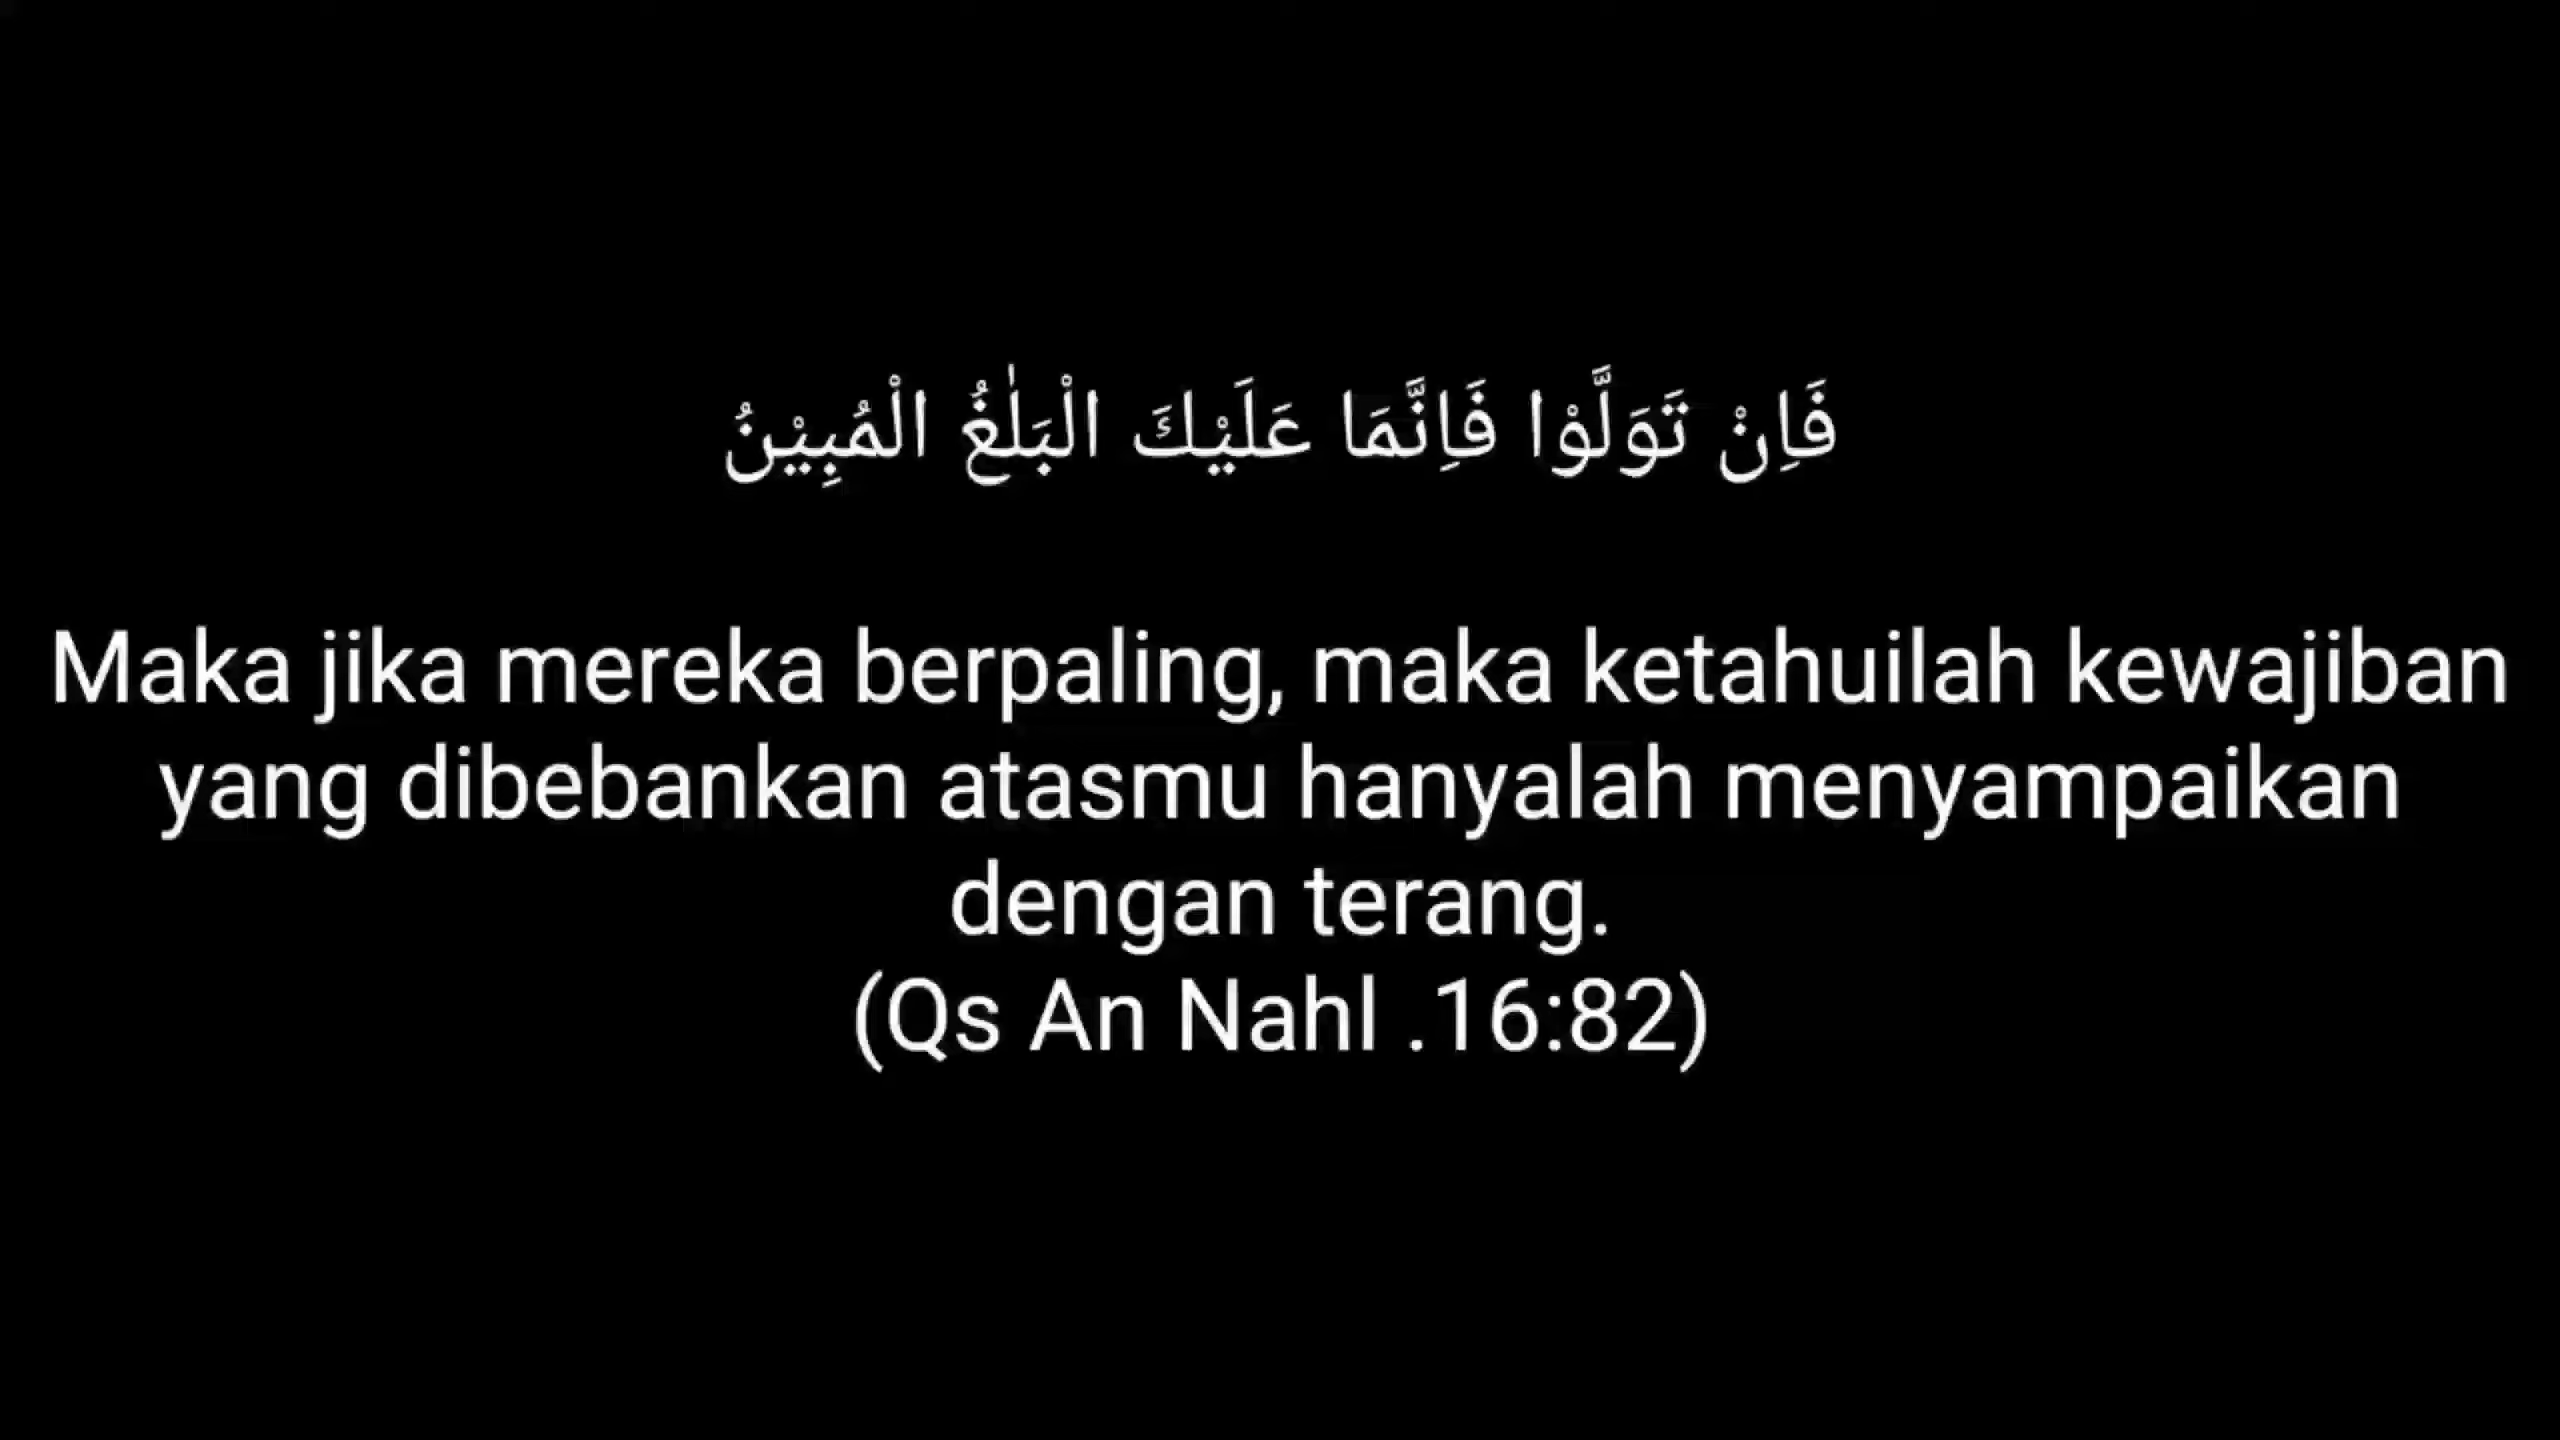 فَاِنْ تَوَلَّوْا فَاِنَّمَا عَلَيْكَ الْبَلٰغُ الْمُبِيْنُ
Maka jika mereka berpaling, maka ketahuilah kewajiban
yang dibebankan atasmu hanyalah menyampaikan
dengan terang.
(Qs An Nahl .16:82)